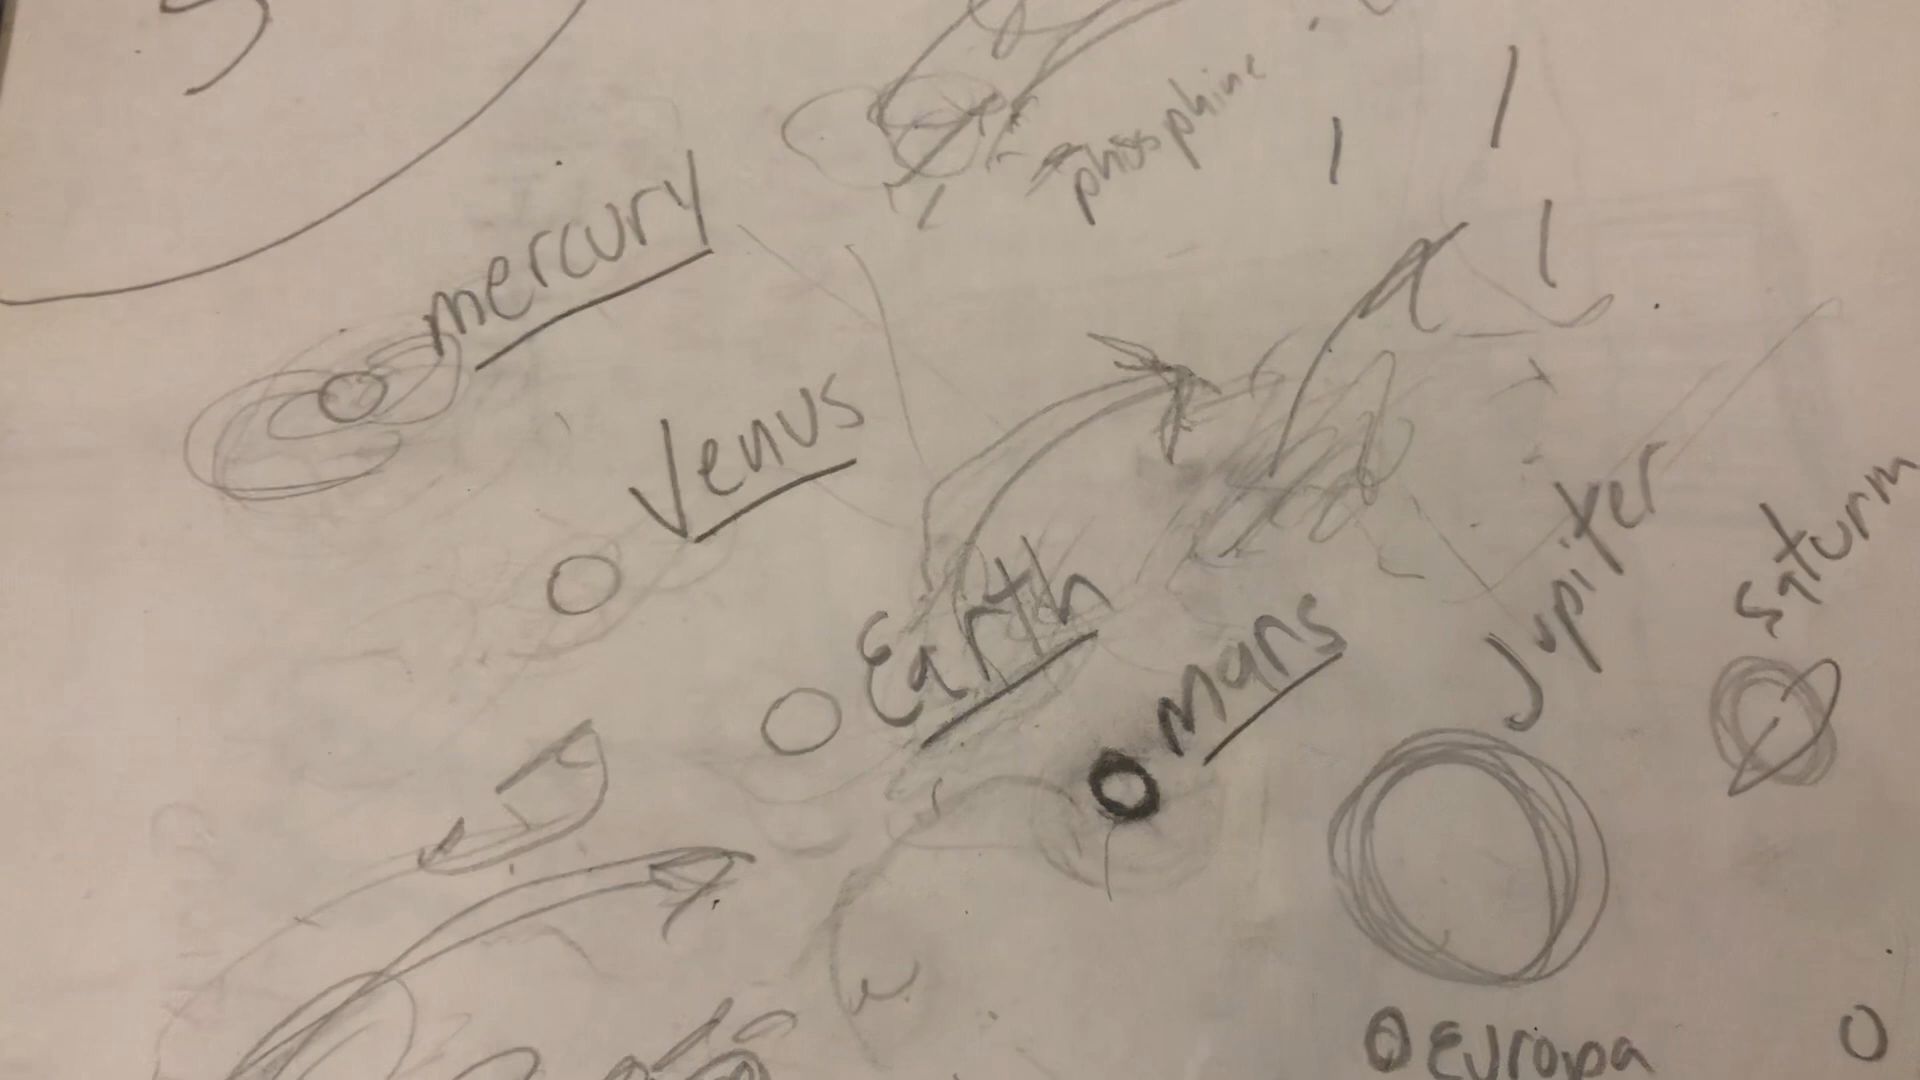 phosphine
mercury
Venus
Earth
mars
Jupiter
Saturn
Europa